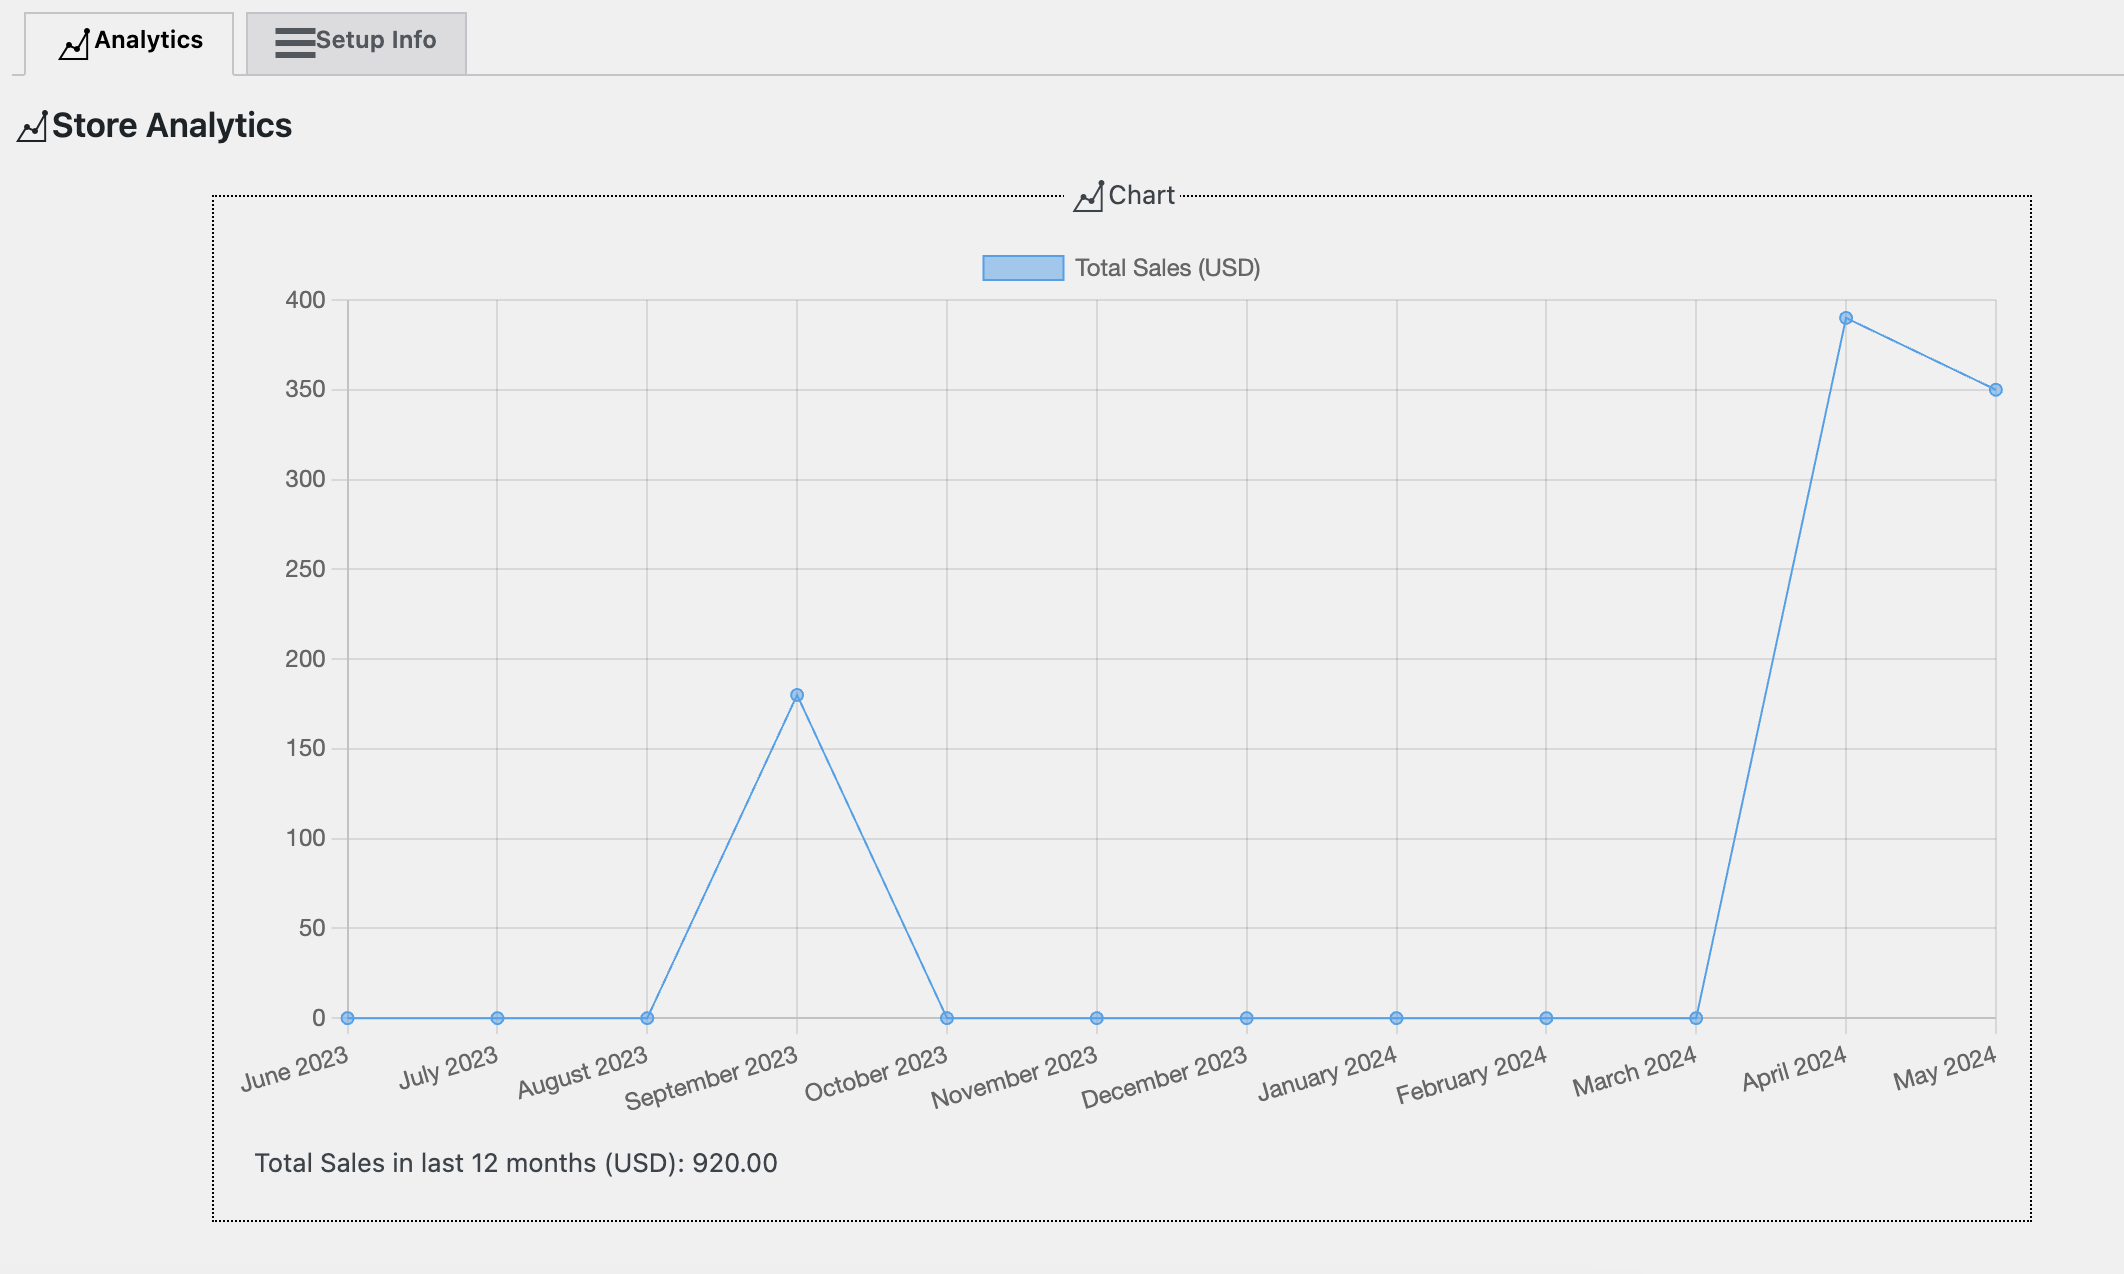 Analytics
Setup Info
Store Analytics
Chart
Total Sales (USD)
400
350
300
250
200
150
100
50
0
June 2023
July 2023
August 2023
September 2023
October 2023
November 2023
December 2023
January 2024
February 2024
March 2024
April 2024
May 2024
Total Sales in last 12 months (USD): 920.00